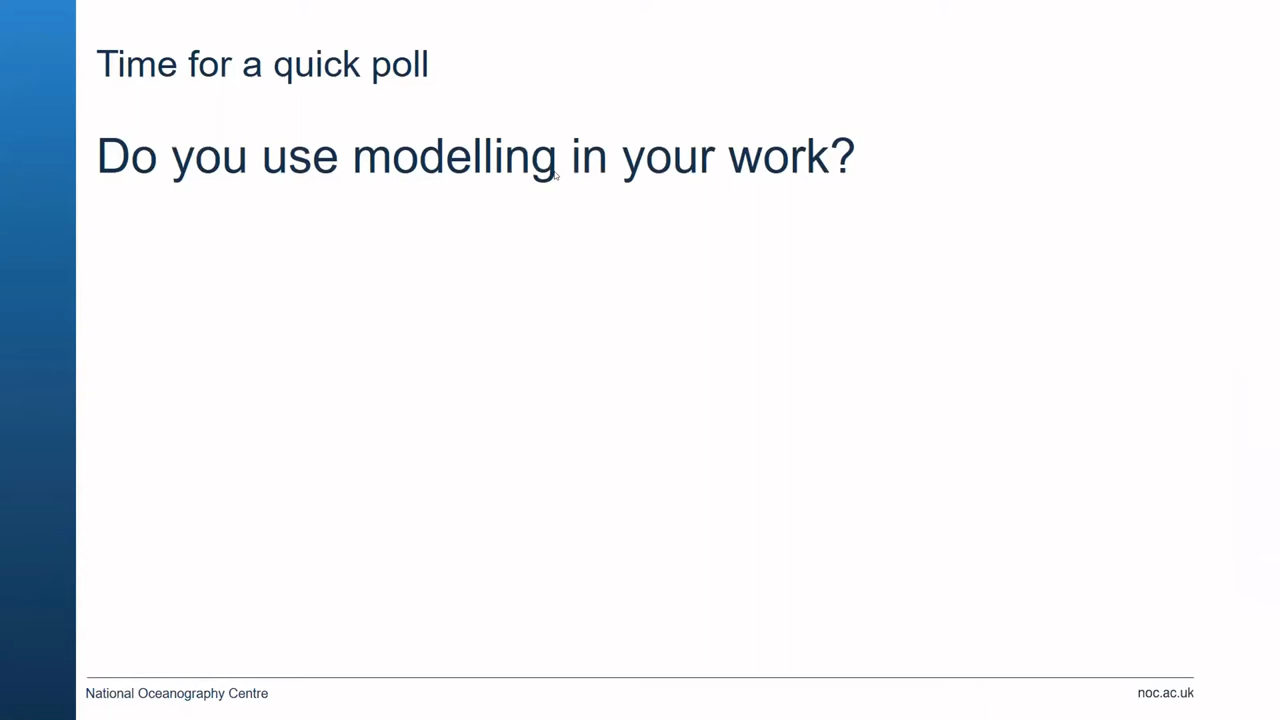 Time for a quick poll
Do you use modelling in your work?
National Oceanography Centre
noc.ac.uk